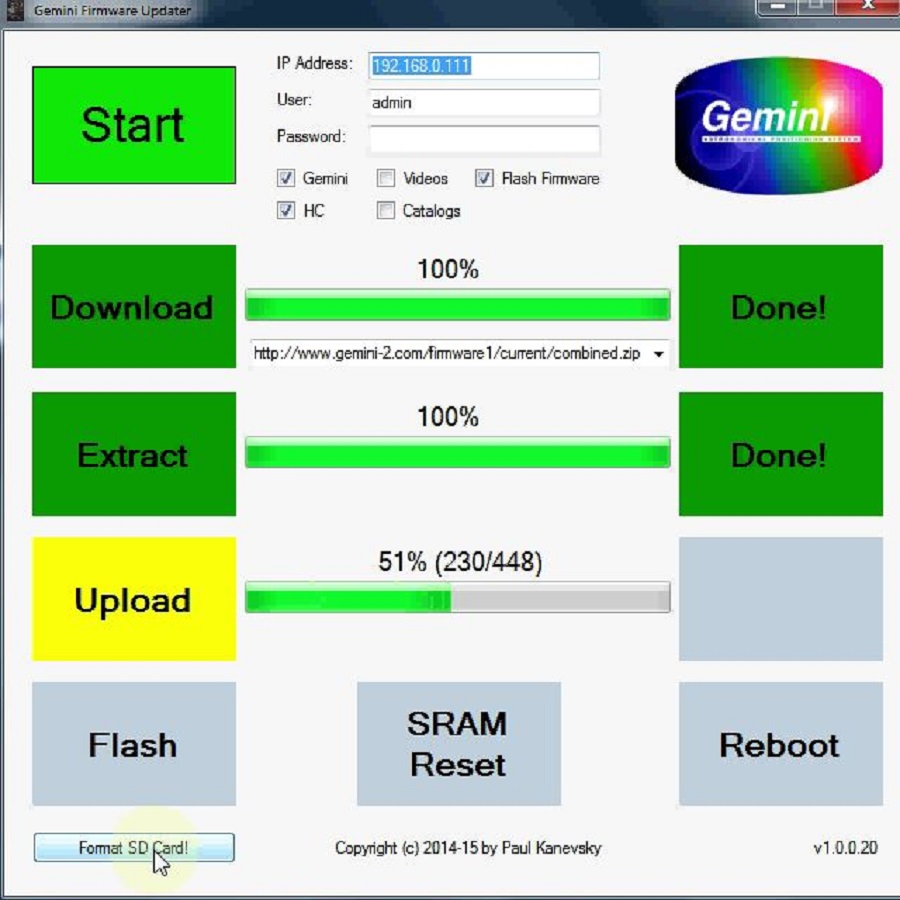 Gemini Firmware Updater
Start
IP Address: 192.168.0.111
User: admin
Password:
Gemini Videos Flash Firmware
HC Catalogs
Gemini
100%
Download Done!
http://www.gemini-2.com/firmware1/current/combined.zip
100%
Extract Done!
51% (230/448)
Upload
Flash
SRAM
Reset
Reboot
Format SD Card!
Copyright (c) 2014-15 by Paul Kanevsky
v1.0.0.20